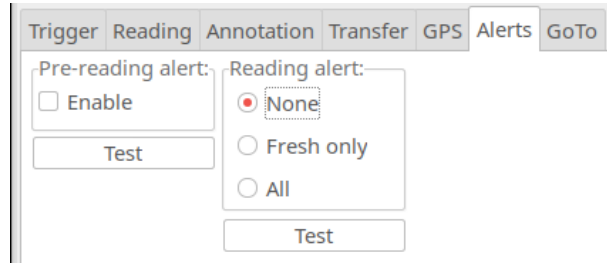 Trigger Reading Annotation Transfer GPS Alerts GoTo
Pre-reading alert:
Enable
Test
Reading alert:
None
Fresh only
All
Test